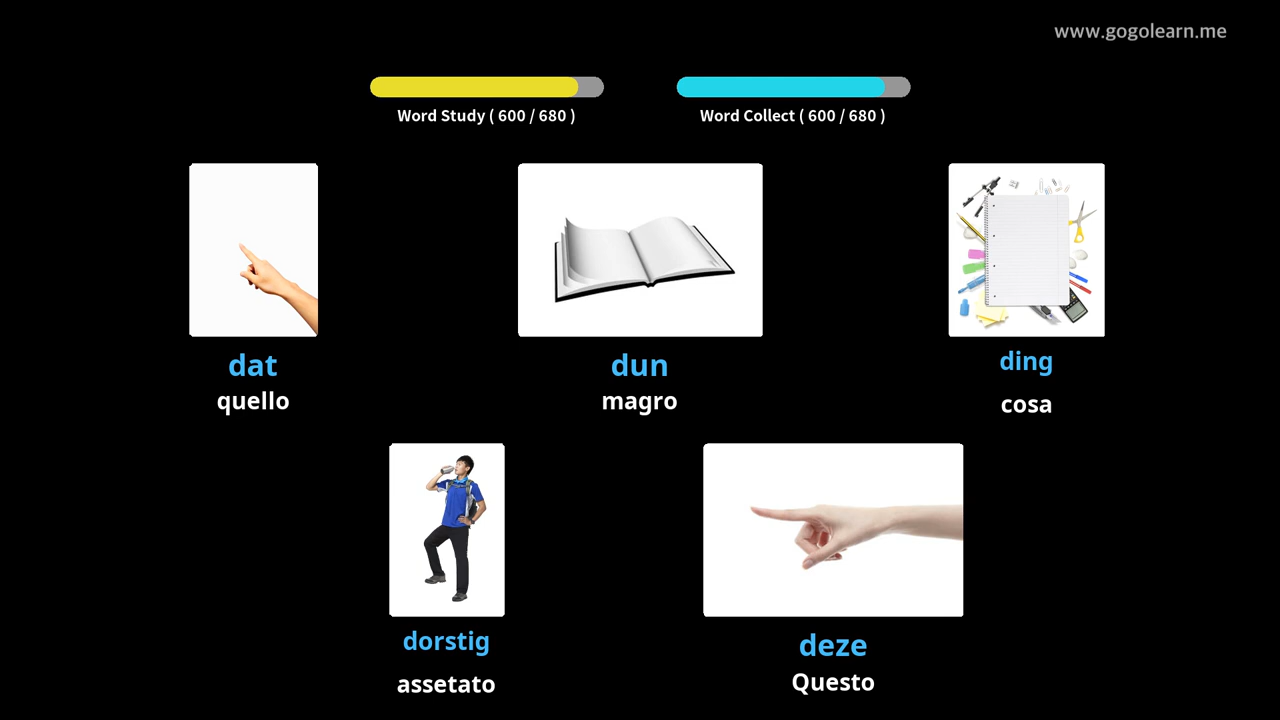 www.gogolearn.me
Word Study ( 600 / 680 )
Word Collect ( 600 / 680 )
dat
quello
dun
magro
ding
cosa
dorstig
assetato
deze
Questo